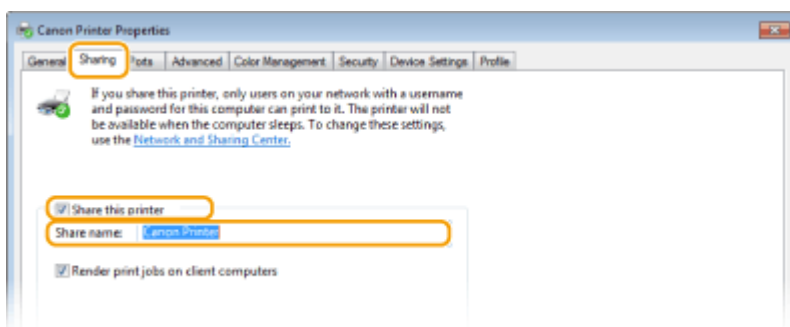 Canon Printer Properties
General Sharing Ports Advanced Color Management Security Device Settings Profile
If you share this printer, only users on your network with a username
and password for this computer can print to it. The printer will not
be available when the computer sleeps. To change these settings,
use the Network and Sharing Center.
Share this printer
Share name: Canon Printer
Render print jobs on client computers